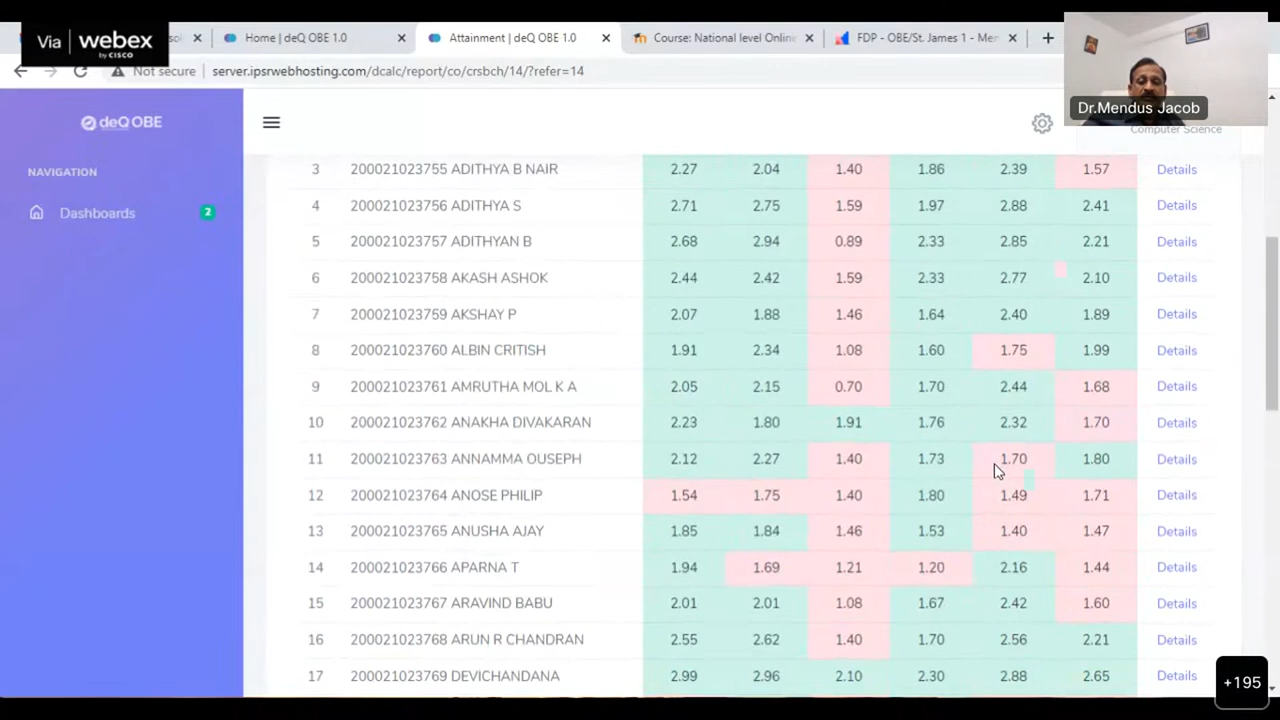 Via webex
by CISCO
Home | deQ OBE 1.0
Attainment | deQ OBE 1.0
Course: National level Onlin
FDP - OBE/St. James 1 - Me
Not secure server.ipsrwebhosting.com/dcalc/report/co/crsbch/14/?refer=14
Dr.Mendus Jacob
deQ OBE
Computer Science
NAVIGATION
Dashboards 2
3 200021023755 ADITHYA B NAIR 2.27 2.04 1.40 1.86 2.39 1.57 Details
4 200021023756 ADITHYA S 2.71 2.75 1.59 1.97 2.88 2.41 Details
5 200021023757 ADITHYAN B 2.68 2.94 0.89 2.33 2.85 2.21 Details
6 200021023758 AKASH ASHOK 2.44 2.42 1.59 2.33 2.77 2.10 Details
7 200021023759 AKSHAY P 2.07 1.88 1.46 1.64 2.40 1.89 Details
8 200021023760 ALBIN CRITISH 1.91 2.34 1.08 1.60 1.75 1.99 Details
9 200021023761 AMRUTHA MOL K A 2.05 2.15 0.70 1.70 2.44 1.68 Details
10 200021023762 ANAKHA DIVAKARAN 2.23 1.80 1.91 1.76 2.32 1.70 Details
11 200021023763 ANNAMMA OUSEPH 2.12 2.27 1.40 1.73 1.70 1.80 Details
12 200021023764 ANOSE PHILIP 1.54 1.75 1.40 1.80 1.49 1.71 Details
13 200021023765 ANUSHA AJAY 1.85 1.84 1.46 1.53 1.40 1.47 Details
14 200021023766 APARNA T 1.94 1.69 1.21 1.20 2.16 1.44 Details
15 200021023767 ARAVIND BABU 2.01 2.01 1.08 1.67 2.42 1.60 Details
16 200021023768 ARUN R CHANDRAN 2.55 2.62 1.40 1.70 2.56 2.21 Details
17 200021023769 DEVICHANDANA 2.99 2.96 2.10 2.30 2.88 2.65 Details
+195